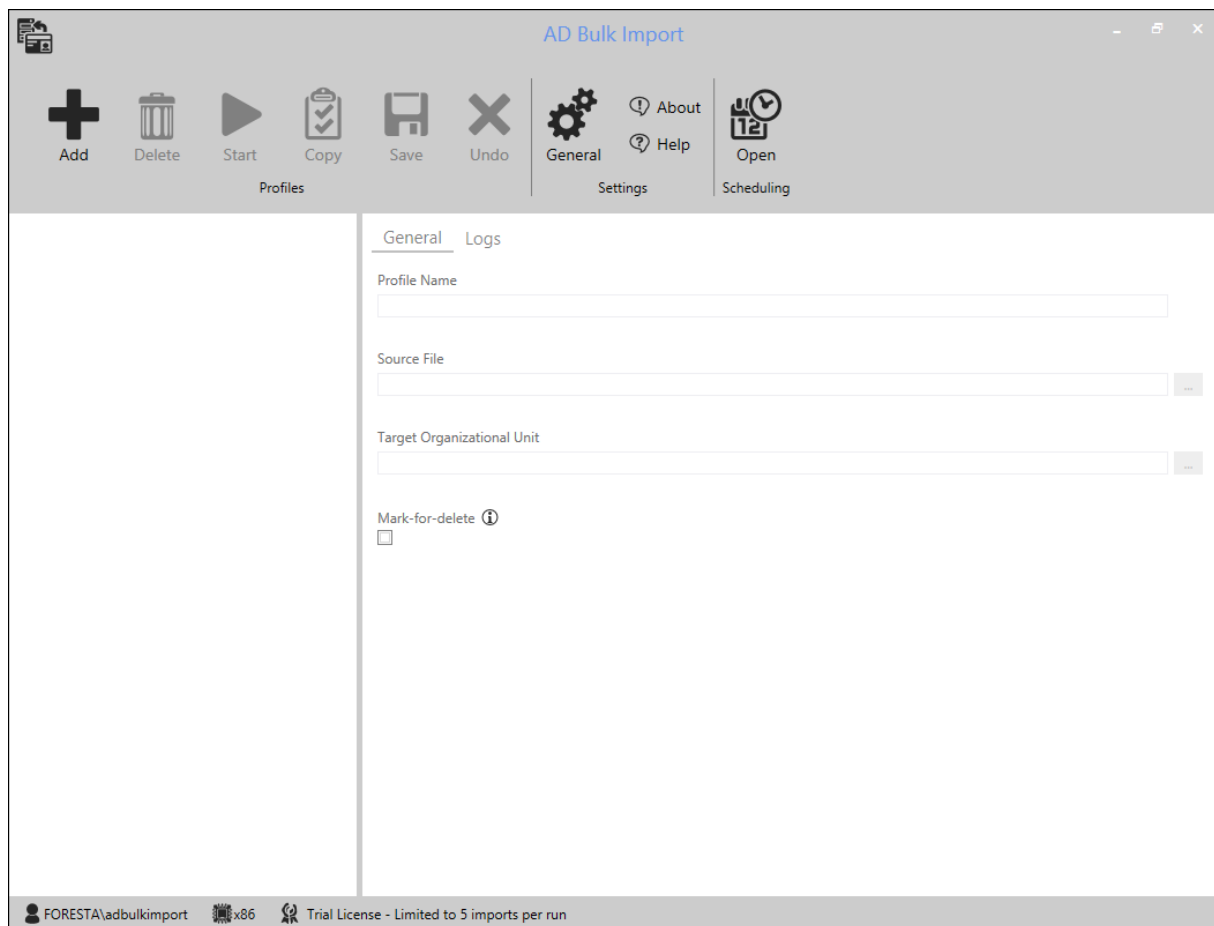 AD Bulk Import
Add
Delete
Start
Copy
Save
Undo
General
About
Help
Open
Profiles
Settings
Scheduling
General
Logs
Profile Name
Source File
...
Target Organizational Unit
...
Mark-for-delete
FORESTA\adbulkimport
x86
Trial License - Limited to 5 imports per run